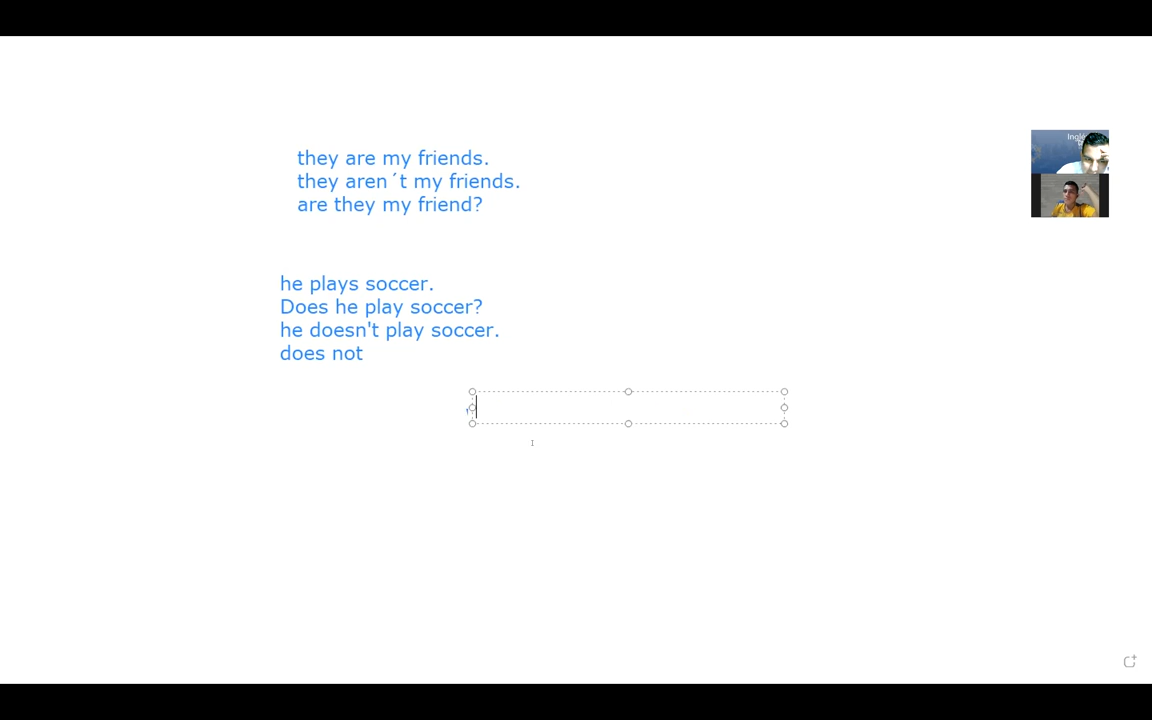 they are my friends.
they aren´t my friends.
are they my friend?
he plays soccer.
Does he play soccer?
he doesn't play soccer.
does not